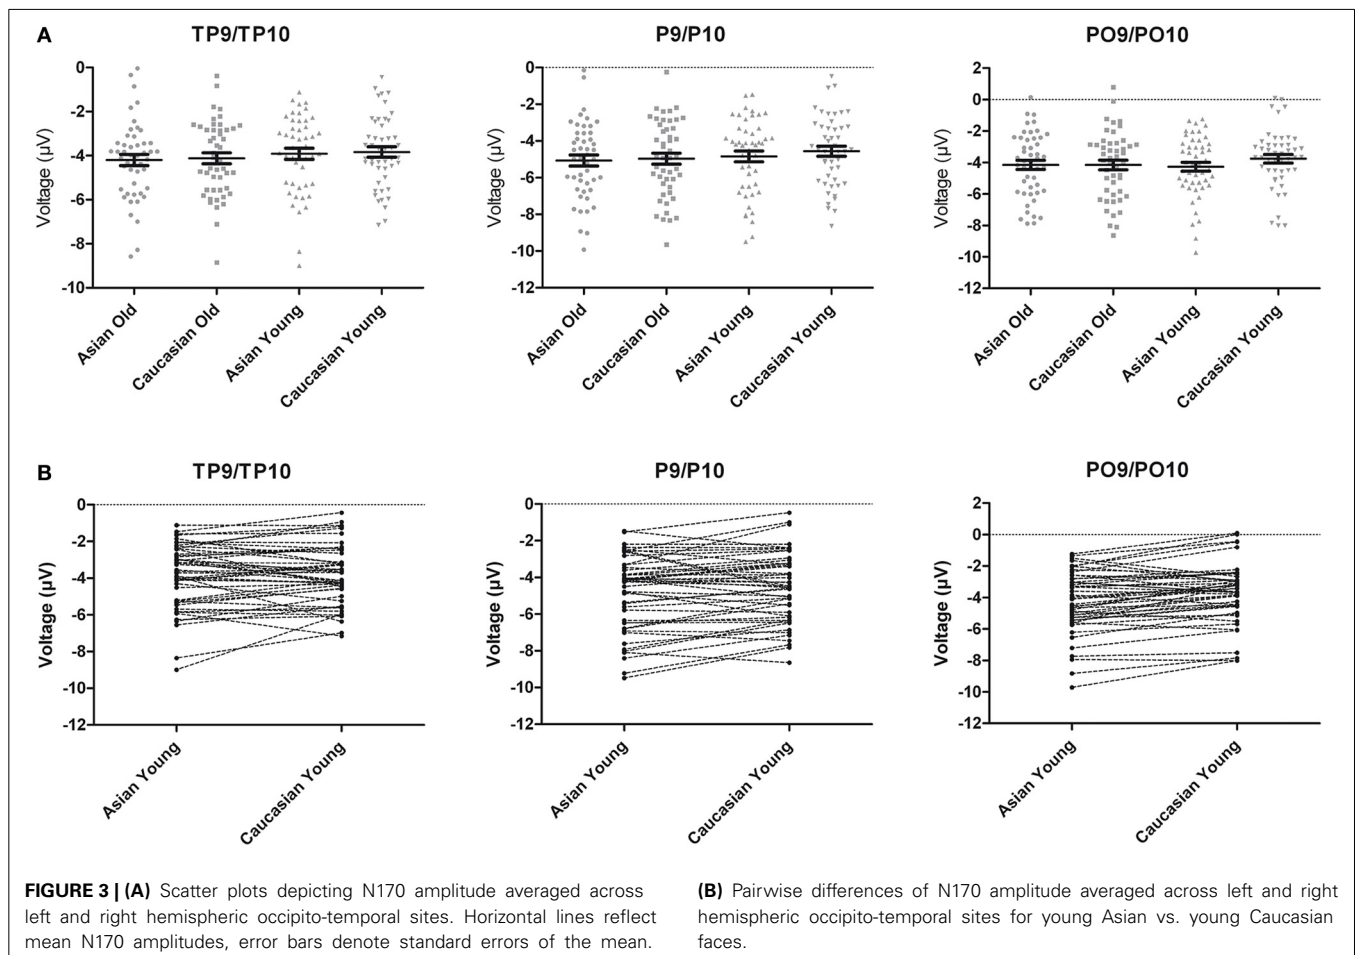 A
TP9/TP10
P9/P10
PO9/PO10
Voltage (µV)
0
-2
-4
-6
-8
-10
Asian Old
Caucasian Old
Asian Young
Caucasian Young
Voltage (µV)
0
-2
-4
-6
-8
-10
-12
Asian Old
Caucasian Old
Asian Young
Caucasian Young
Voltage (µV)
2
0
-2
-4
-6
-8
-10
-12
Asian Old
Caucasian Old
Asian Young
Caucasian Young
B
TP9/TP10
P9/P10
PO9/PO10
Voltage (µV)
0
-2
-4
-6
-8
-10
-12
Asian Young
Caucasian Young
Voltage (µV)
0
-2
-4
-6
-8
-10
-12
Asian Young
Caucasian Young
Voltage (µV)
2
0
-2
-4
-6
-8
-10
-12
Asian Young
Caucasian Young
FIGURE 3 | (A) Scatter plots depicting N170 amplitude averaged across
left and right hemispheric occipito-temporal sites. Horizontal lines reflect
mean N170 amplitudes, error bars denote standard errors of the mean.
(B) Pairwise differences of N170 amplitude averaged across left and right
hemispheric occipito-temporal sites for young Asian vs. young Caucasian
faces.